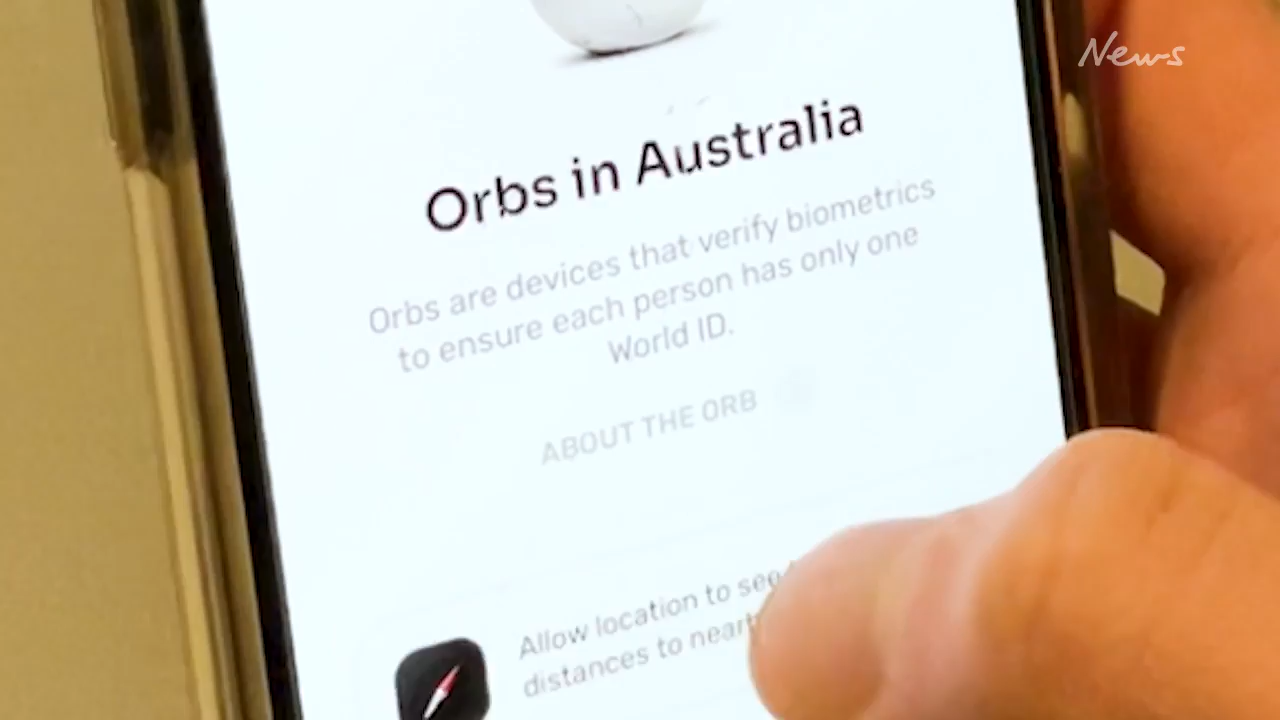 News
Orbs in Australia
Orbs are devices that verify biometrics
to ensure each person has only one
World ID.
ABOUT THE ORB
Allow location to see
distances to